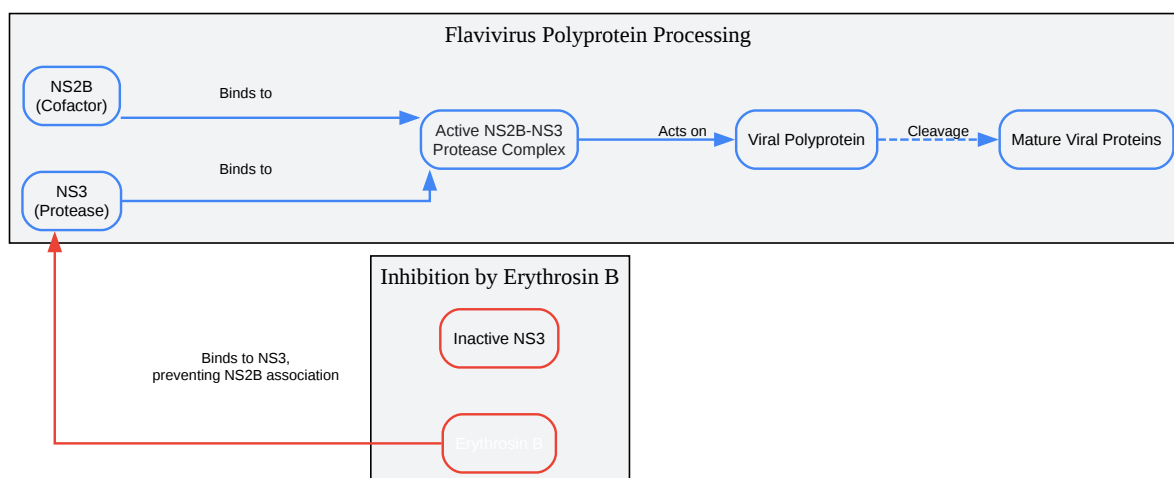 Flavivirus Polyprotein Processing
NS2B
(Cofactor)
Binds to
Active NS2B-NS3
Protease Complex
Acts on
Viral Polyprotein
Cleavage
Mature Viral Proteins
NS3
(Protease)
Binds to
Inhibition by Erythrosin B
Inactive NS3
Binds to NS3,
preventing NS2B association
Erythrosin B